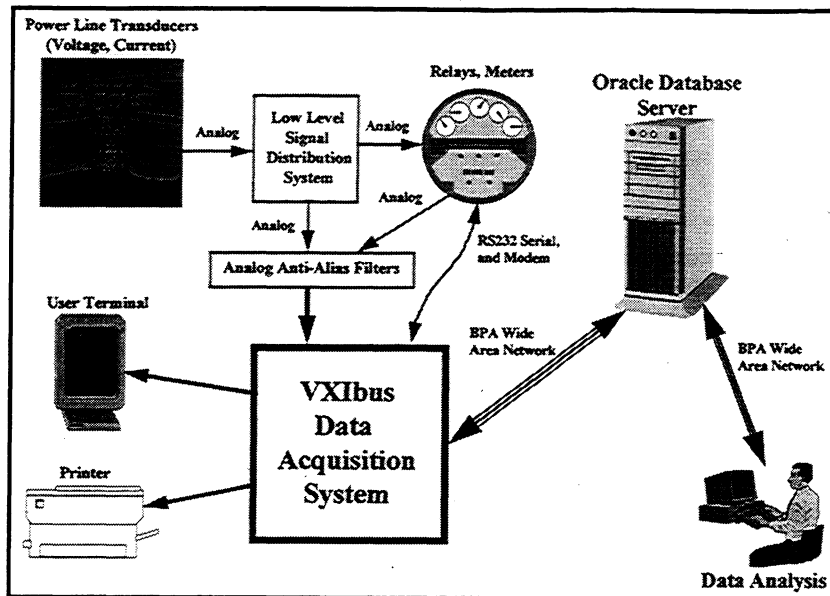 Power Line Transducers
(Voltage, Current)
Relays, Meters
Oracle Database
Server
Analog
Low Level
Signal
Distribution
System
Analog
Analog
Analog
RS232 Serial,
and Modem
Analog Anti-Alias Filters
User Terminal
BPA Wide
Area Network
BPA Wide
Area Network
VXIbus
Data
Acquisition
System
Printer
Data Analysis